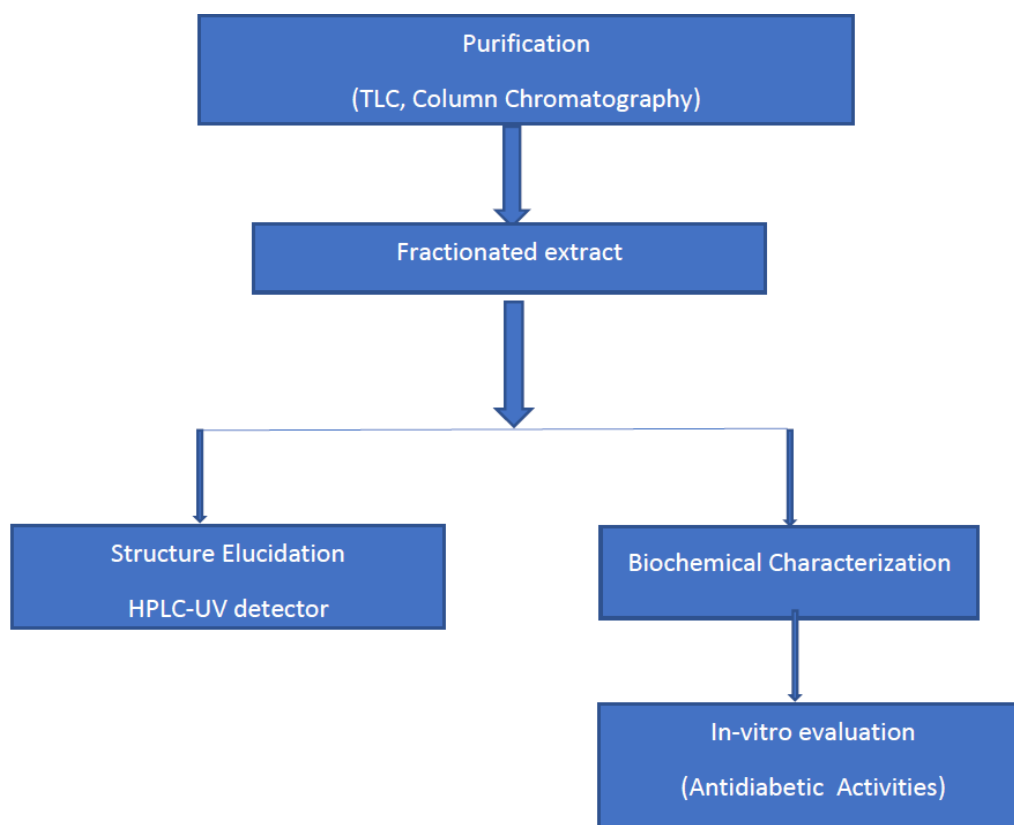 Purification
(TLC, Column Chromatography)
Fractionated extract
Structure Elucidation
HPLC-UV detector
Biochemical Characterization
In-vitro evaluation
(Antidiabetic Activities)